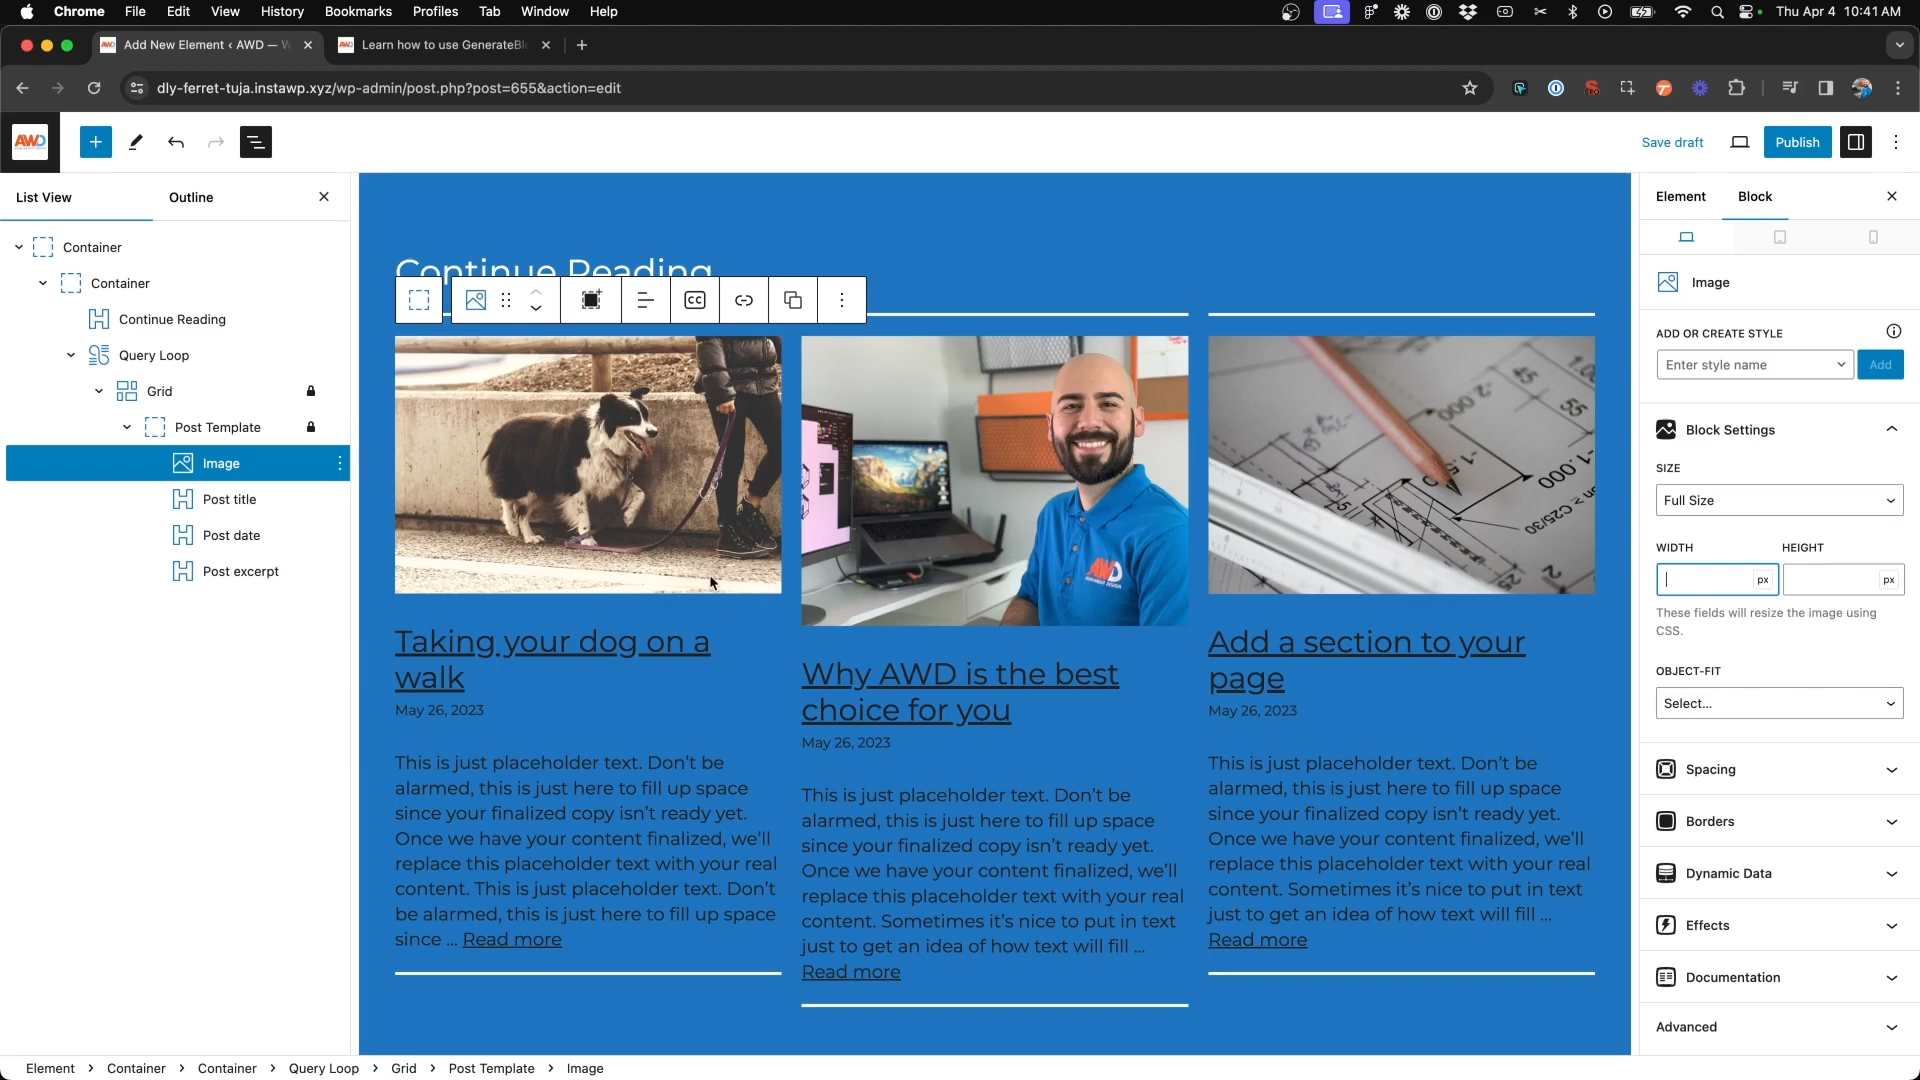 Chrome File Edit View History Bookmarks Profiles Tab Window Help Thu Apr 4 10:41 AM
Add New Element ‹ AWD — W
Learn how to use GenerateBl
dly-ferret-tuja.instawp.xyz/wp-admin/post.php?post=655&action=edit
AWD
Save draft
Publish
List View
Outline
Container
Container
Continue Reading
Query Loop
Grid
Post Template
Image
Post title
Post date
Post excerpt
Continue Reading
CC
Taking your dog on a
walk
May 26, 2023
This is just placeholder text. Don't be
alarmed, this is just here to fill up space
since your finalized copy isn't ready yet.
Once we have your content finalized, we'll
replace this placeholder text with your real
content. This is just placeholder text. Don't
be alarmed, this is just here to fill up space
since ... Read more
AWD
Why AWD is the best
choice for you
May 26, 2023
This is just placeholder text. Don't be
alarmed, this is just here to fill up space
since your finalized copy isn't ready yet.
Once we have your content finalized, we'll
replace this placeholder text with your real
content. Sometimes it's nice to put in text
just to get an idea of how text will fill ...
Read more
Add a section to your
page
May 26, 2023
This is just placeholder text. Don't be
alarmed, this is just here to fill up space
since your finalized copy isn't ready yet.
Once we have your content finalized, we'll
replace this placeholder text with your real
content. Sometimes it's nice to put in text
just to get an idea of how text will fill ...
Read more
Element
Block
Image
ADD OR CREATE STYLE
Enter style name
Add
Block Settings
SIZE
Full Size
WIDTH
HEIGHT
px
px
These fields will resize the image using
CSS.
OBJECT-FIT
Select...
Spacing
Borders
Dynamic Data
Effects
Documentation
Advanced
Element › Container › Container › Query Loop › Grid › Post Template › Image